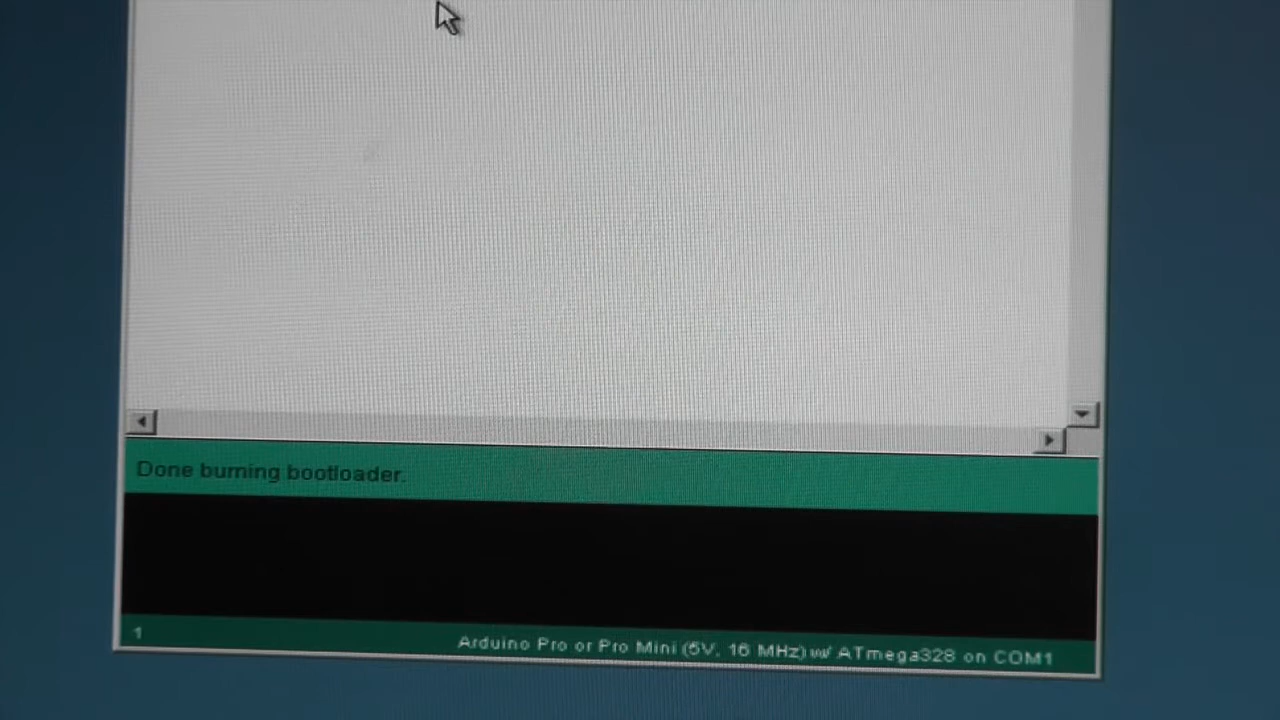 Done burning bootloader.
1
Arduino Pro or Pro Mini (5V, 16 MHz) w/ ATmega328 on COM1